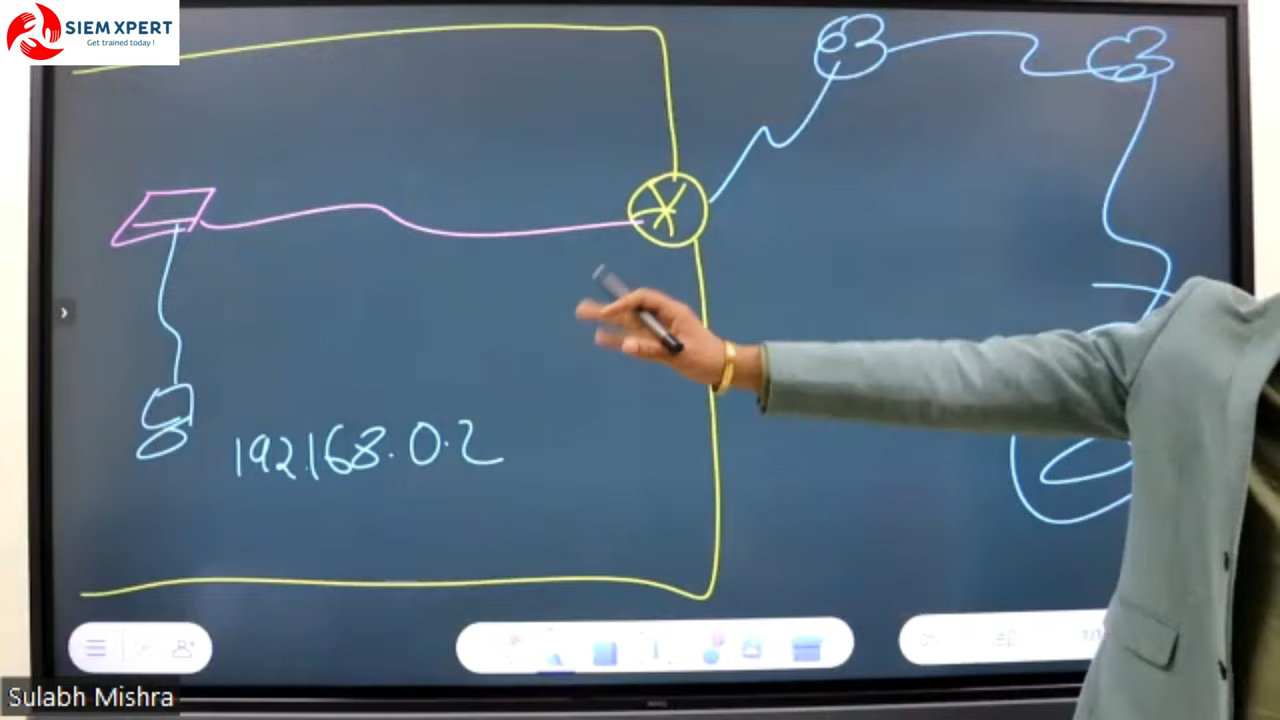 SIEM XPERT
Get trained today !
192.168.0.2
Sulabh Mishra